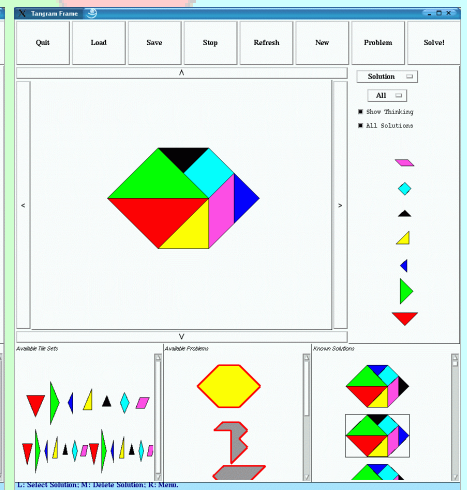 Tangram Frame
Quit Load Save Stop Refresh New Problem Solve!
Solution
All
Show Thinking
All Solutions
Available Tile Sets
Available Problems
Known Solutions
L: Select Solution; M: Delete Solution; R: Menu.